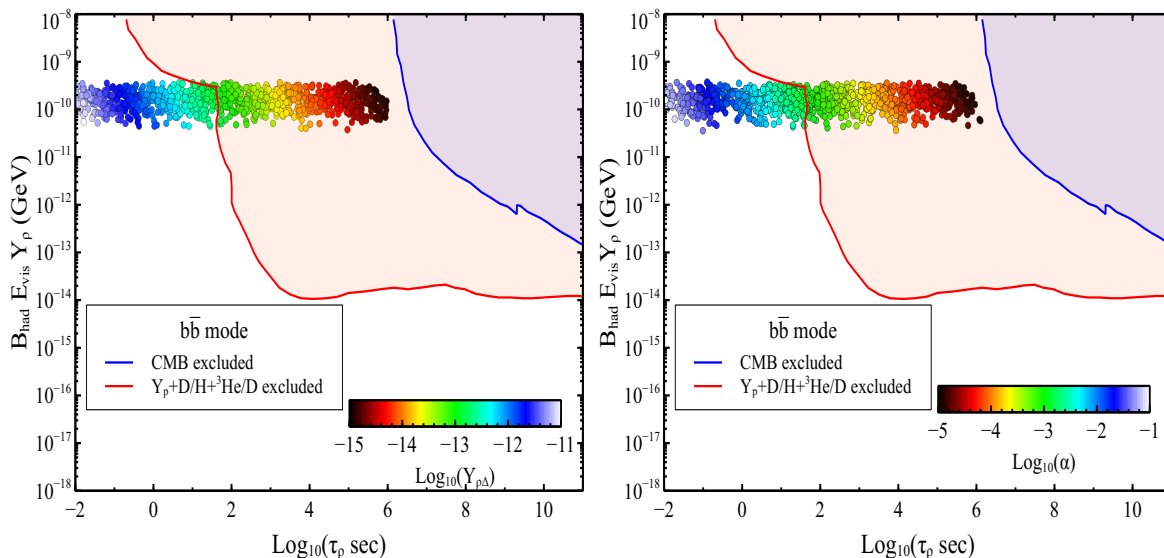 10⁻⁸
10⁻⁹
10⁻¹⁰
10⁻¹¹
10⁻¹²
10⁻¹³
10⁻¹⁴
10⁻¹⁵
10⁻¹⁶
10⁻¹⁷
10⁻¹⁸
B_had E_vis Y_ρ (GeV)
bb̅ mode
CMB excluded
Y_p+D/H+³He/D excluded
−15 −14 −13 −12 −11
Log₁₀(Y_ρΔ)
−2 0 2 4 6 8 10
Log₁₀(τ_ρ sec)
10⁻⁸
10⁻⁹
10⁻¹⁰
10⁻¹¹
10⁻¹²
10⁻¹³
10⁻¹⁴
10⁻¹⁵
10⁻¹⁶
10⁻¹⁷
10⁻¹⁸
B_had E_vis Y_ρ (GeV)
bb̅ mode
CMB excluded
Y_p+D/H+³He/D excluded
−5 −4 −3 −2 −1
Log₁₀(α)
−2 0 2 4 6 8 10
Log₁₀(τ_ρ sec)